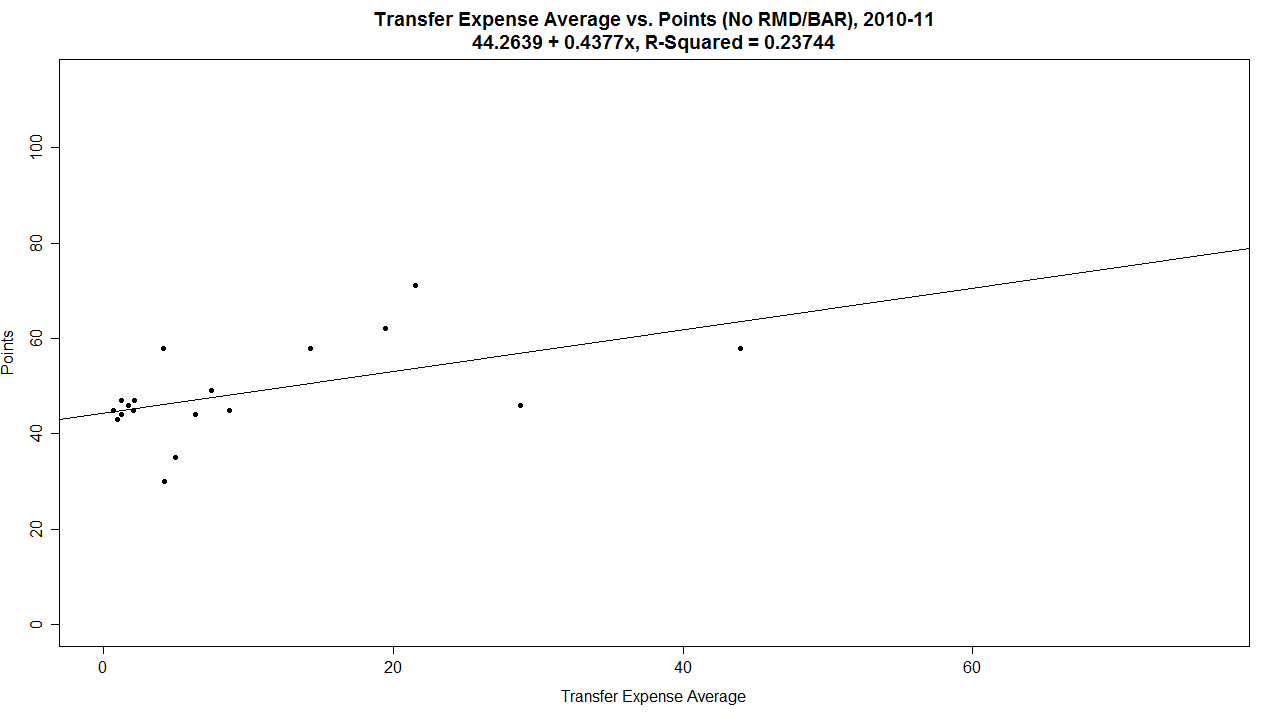 Transfer Expense Average vs. Points (No RMD/BAR), 2010-11
44.2639 + 0.4377x, R-Squared = 0.23744
100
80
60
40
20
0
Points
0 20 40 60
Transfer Expense Average